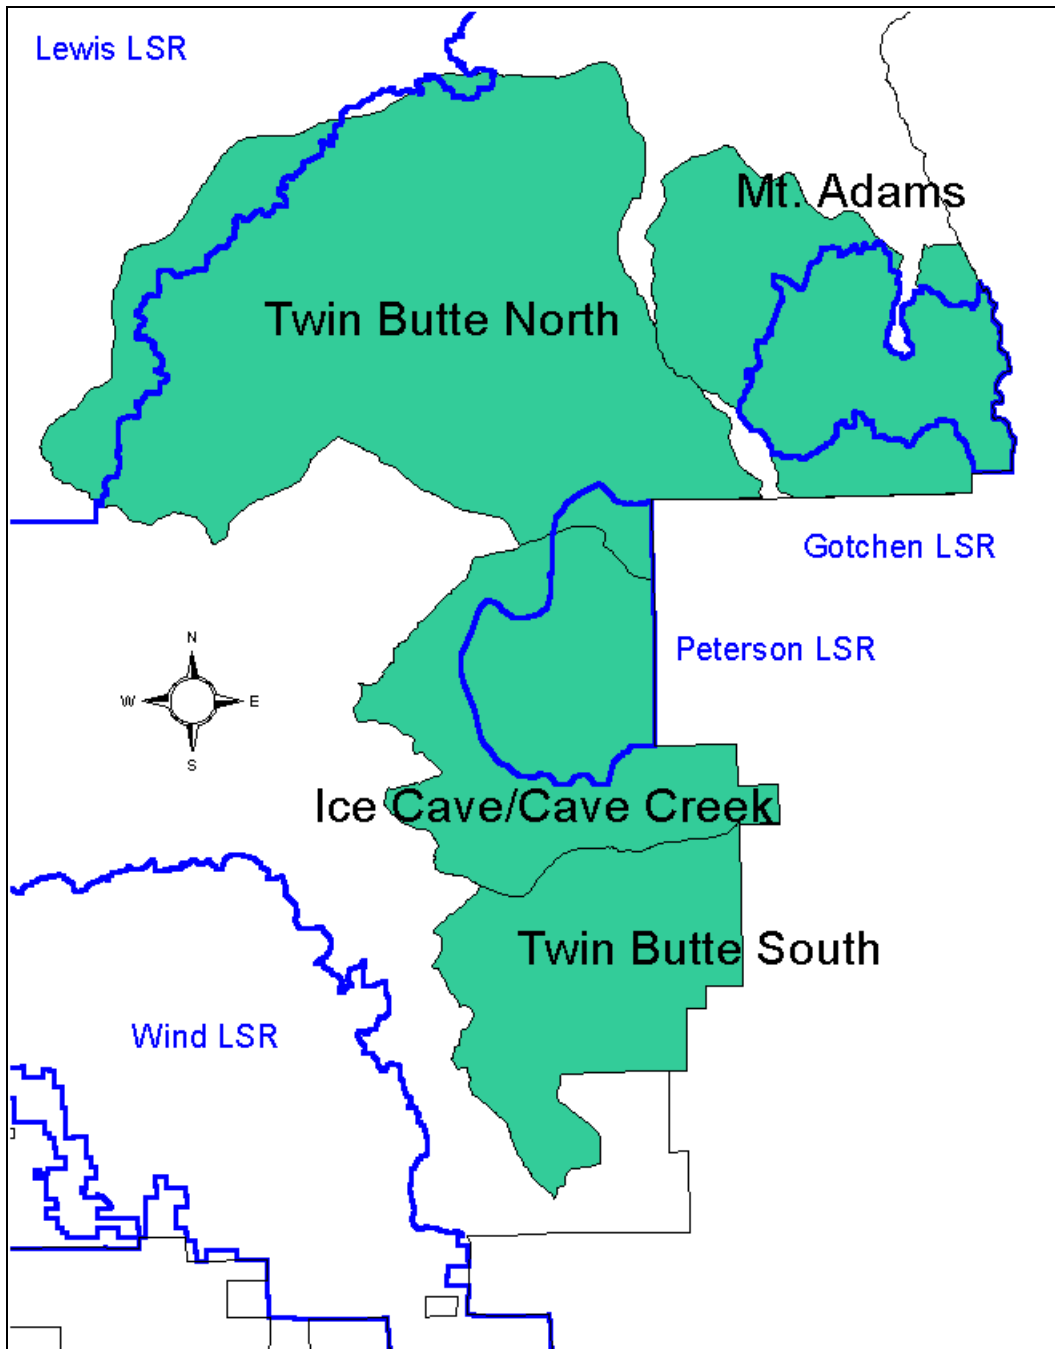 Lewis LSR
Mt. Adams
Twin Butte North
Gotchen LSR
Peterson LSR
N
W
E
S
Ice Cave/Cave Creek
Twin Butte South
Wind LSR